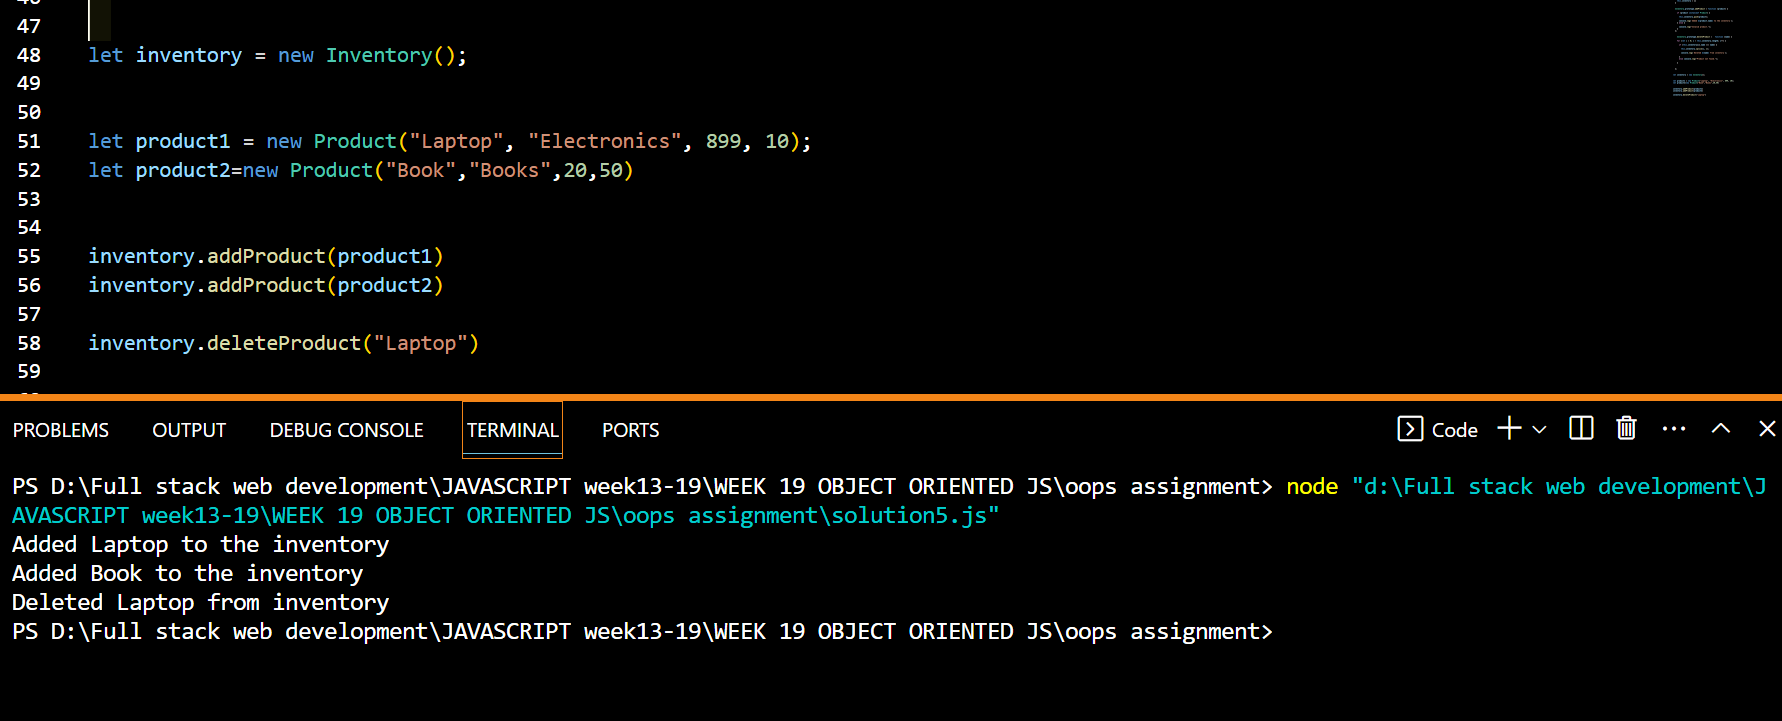 47
48 let inventory = new Inventory();
49
50
51 let product1 = new Product("Laptop", "Electronics", 899, 10);
52 let product2=new Product("Book","Books",20,50)
53
54
55 inventory.addProduct(product1)
56 inventory.addProduct(product2)
57
58 inventory.deleteProduct("Laptop")
59
PROBLEMS OUTPUT DEBUG CONSOLE TERMINAL PORTS Code
PS D:\Full stack web development\JAVASCRIPT week13-19\WEEK 19 OBJECT ORIENTED JS\oops assignment> node "d:\Full stack web development\J
AVASCRIPT week13-19\WEEK 19 OBJECT ORIENTED JS\oops assignment\solution5.js"
Added Laptop to the inventory
Added Book to the inventory
Deleted Laptop from inventory
PS D:\Full stack web development\JAVASCRIPT week13-19\WEEK 19 OBJECT ORIENTED JS\oops assignment>